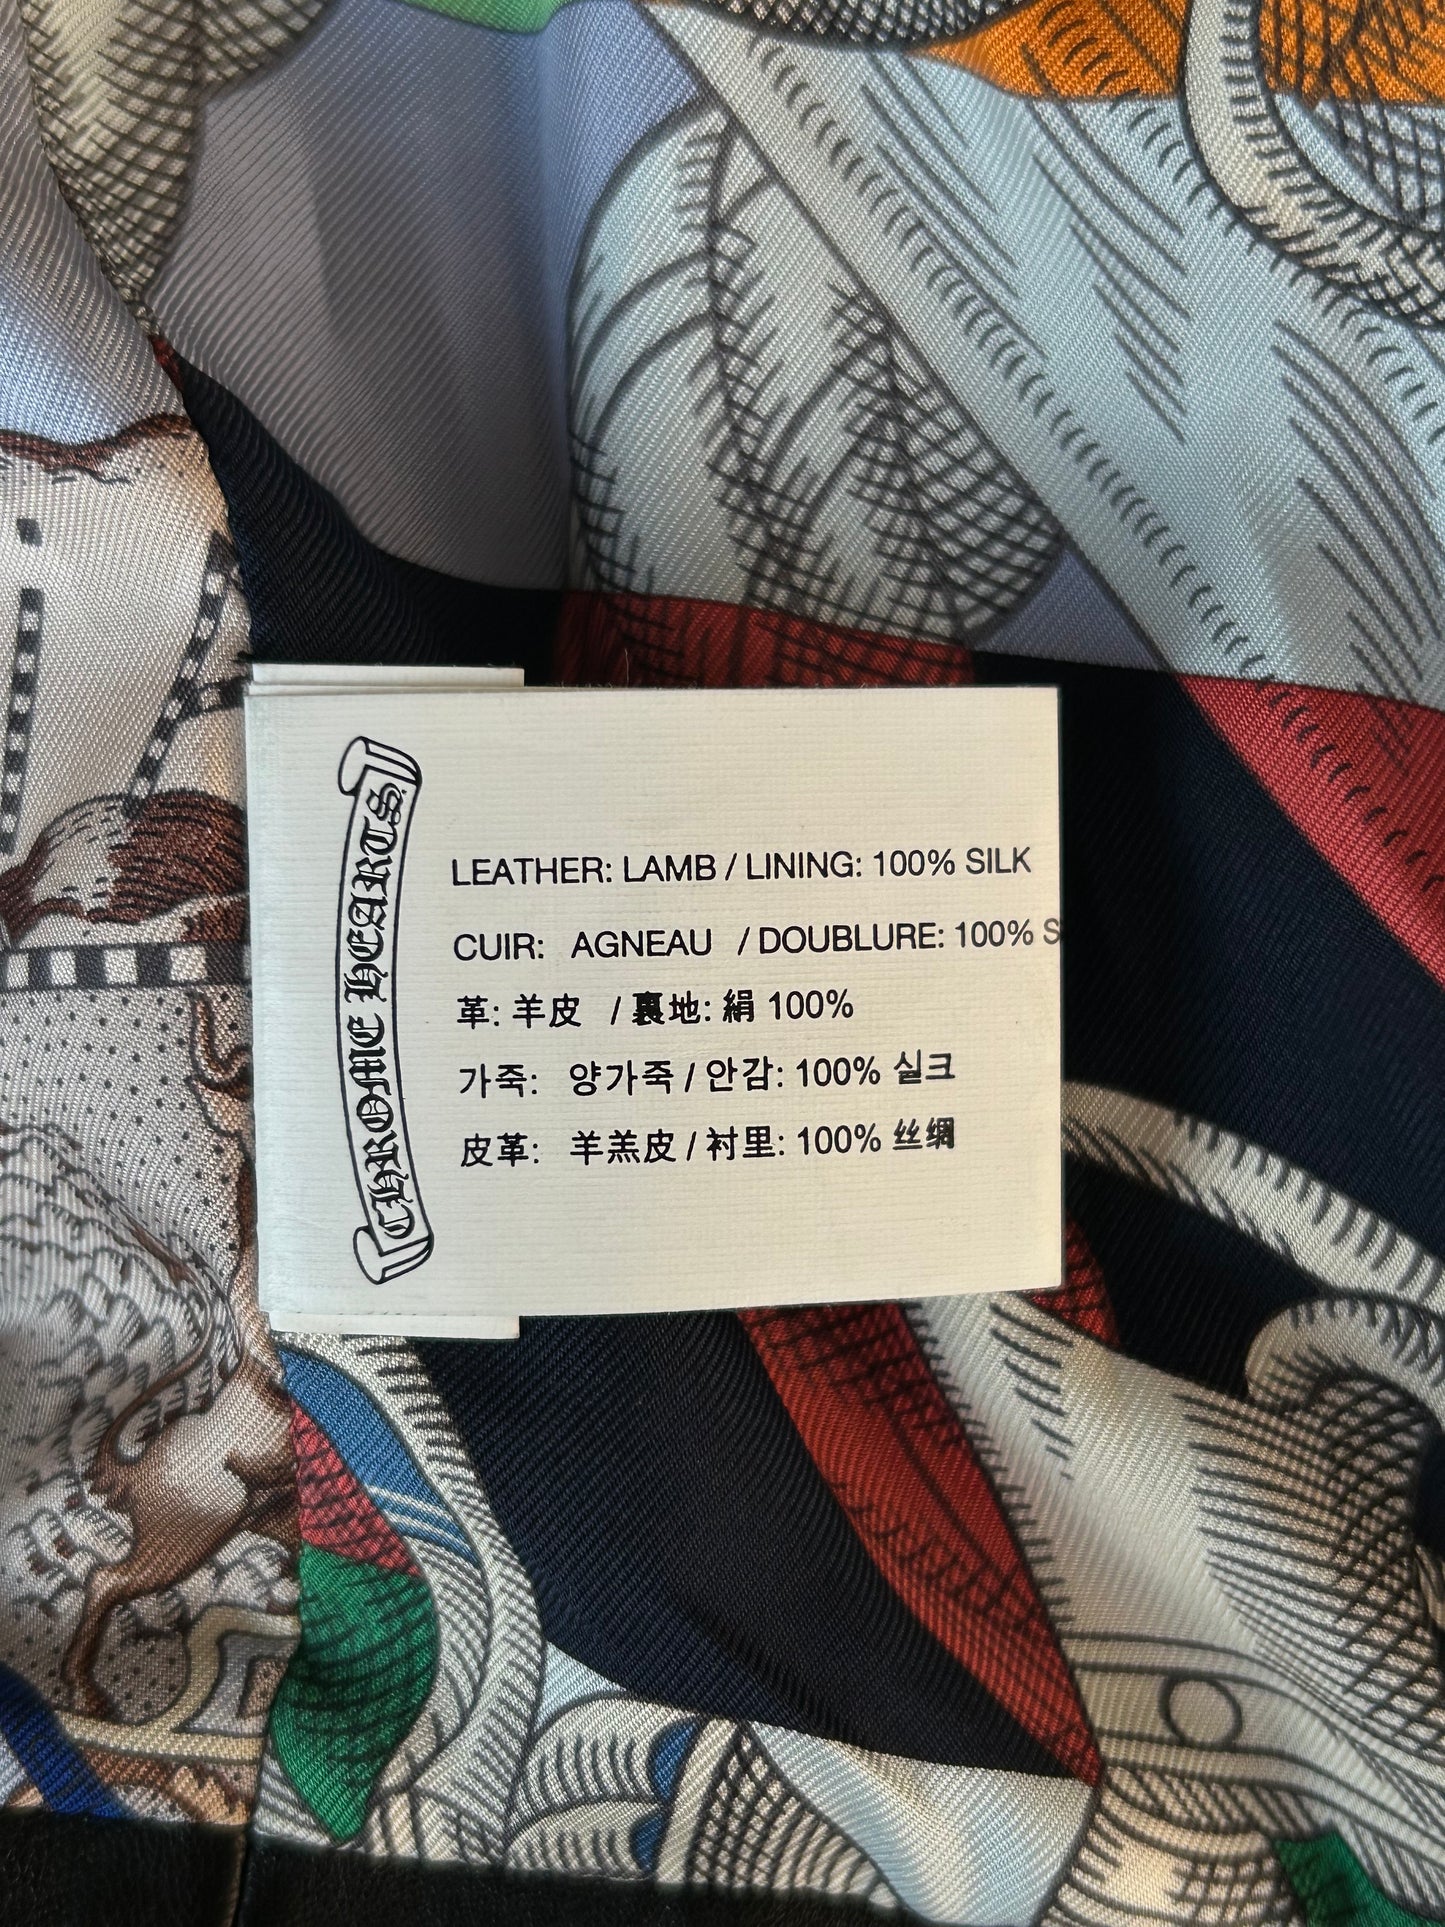 CHROME HEARTS
LEATHER: LAMB / LINING: 100% SILK
CUIR: AGNEAU / DOUBLURE: 100% S
革: 羊皮 / 裏地: 絹 100%
가죽: 양가죽 / 안감: 100% 실크
皮革: 羊羔皮 / 衬里: 100% 丝绸